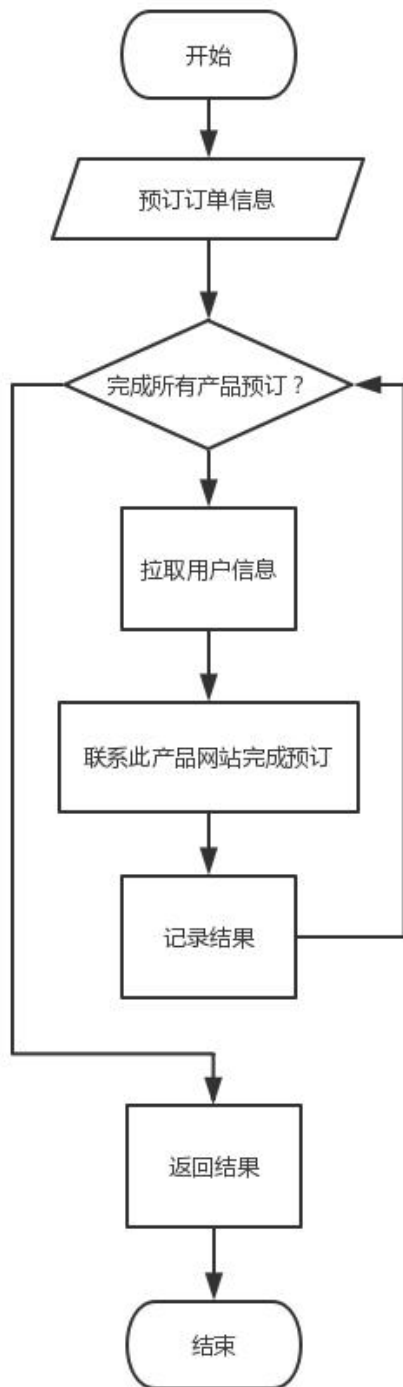 开始
预订订单信息
完成所有产品预订？
拉取用户信息
联系此产品网站完成预订
记录结果
返回结果
结束